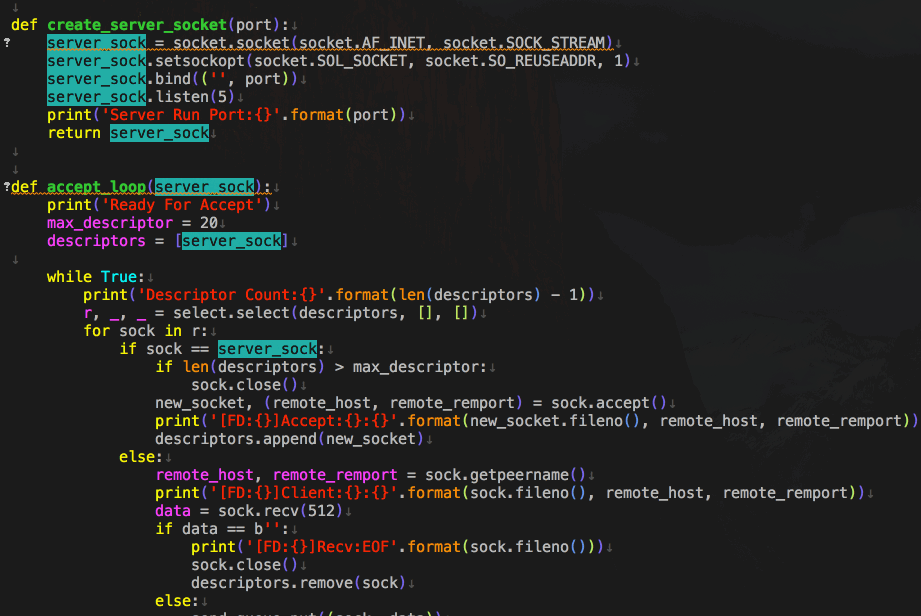 def create_server_socket(port):↓
? server_sock = socket.socket(socket.AF_INET, socket.SOCK_STREAM)↓
server_sock.setsockopt(socket.SOL_SOCKET, socket.SO_REUSEADDR, 1)↓
server_sock.bind(('', port))↓
server_sock.listen(5)↓
print('Server Run Port:{}'.format(port))↓
return server_sock↓
↓
↓
?def accept_loop(server_sock):↓
print('Ready For Accept')↓
max_descriptor = 20↓
descriptors = [server_sock]↓
↓
while True:↓
print('Descriptor Count:{}'.format(len(descriptors) - 1))↓
r, _, _ = select.select(descriptors, [], [])↓
for sock in r:↓
if sock == server_sock:↓
if len(descriptors) > max_descriptor:↓
sock.close()↓
new_socket, (remote_host, remote_remport) = sock.accept()↓
print('[FD:{}]Accept:{}:{}'.format(new_socket.fileno(), remote_host, remote_remport))
descriptors.append(new_socket)↓
else:↓
remote_host, remote_remport = sock.getpeername()↓
print('[FD:{}]Client:{}:{}'.format(sock.fileno(), remote_host, remote_remport))↓
data = sock.recv(512)↓
if data == b'':↓
print('[FD:{}]Recv:EOF'.format(sock.fileno()))↓
sock.close()↓
descriptors.remove(sock)↓
else:↓